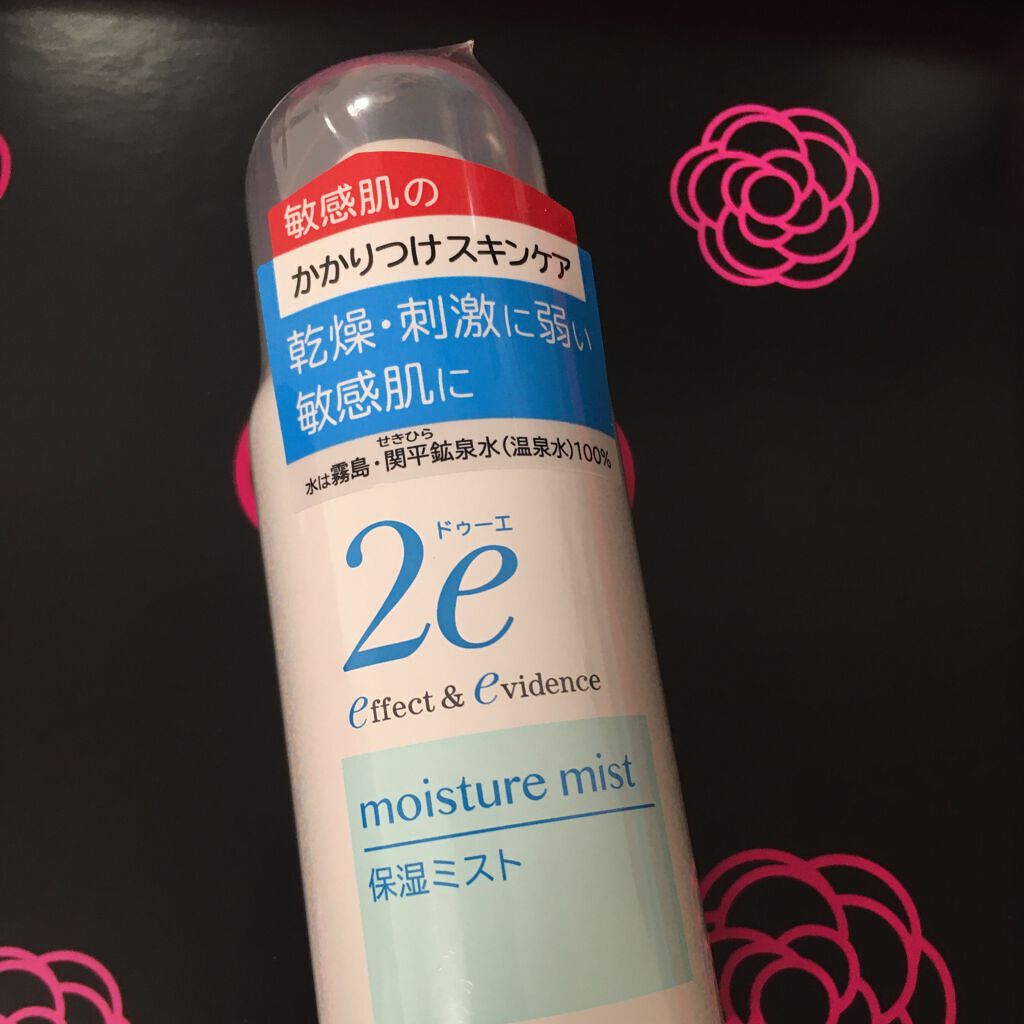 敏感肌の
かかりつけスキンケア
乾燥・刺激に弱い
敏感肌に
せきひら
水は霧島・関平鉱泉水(温泉水)100%
ドゥーエ
2e
effect & evidence
moisture mist
保湿ミスト